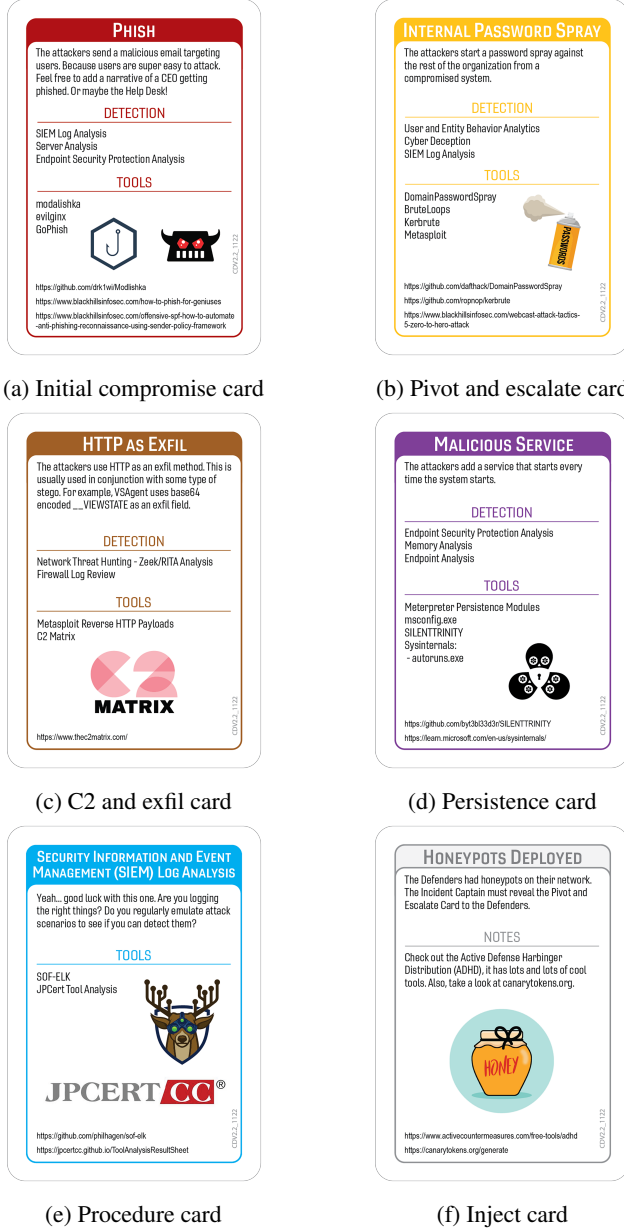 PHISH
The attackers send a malicious email targeting
users. Because users are super easy to attack.
Feel free to add a narrative of a CEO getting
phished. Or maybe the Help Desk!
DETECTION
SIEM Log Analysis
Server Analysis
Endpoint Security Protection Analysis
TOOLS
modalishka
evilginx
GoPhish
https://github.com/drk1wi/Modlishka
https://www.blackhillsinfosec.com/how-to-phish-for-geniuses
https://www.blackhillsinfosec.com/offensive-spf-how-to-automate
-anti-phishing-reconnaissance-using-sender-policy-framework
CDV2.2_1122
(a) Initial compromise card
INTERNAL PASSWORD SPRAY
The attackers start a password spray against
the rest of the organization from a
compromised system.
DETECTION
User and Entity Behavior Analytics
Cyber Deception
SIEM Log Analysis
TOOLS
DomainPasswordSpray
BruteLoops
Kerbrute
Metasploit
PASSWORDS
https://github.com/dafthack/DomainPasswordSpray
https://github.com/ropnop/kerbrute
https://www.blackhillsinfosec.com/webcast-attack-tactics-
5-zero-to-hero-attack
CDV2.2_1122
(b) Pivot and escalate card
HTTP AS EXFIL
The attackers use HTTP as an exfil method. This is
usually used in conjunction with some type of
stego. For example, VSAgent uses base64
encoded __VIEWSTATE as an exfil field.
DETECTION
Network Threat Hunting - Zeek/RITA Analysis
Firewall Log Review
TOOLS
Metasploit Reverse HTTP Payloads
C2 Matrix
C2
MATRIX
https://www.thec2matrix.com/
CDV2.2_1122
(c) C2 and exfil card
MALICIOUS SERVICE
The attackers add a service that starts every
time the system starts.
DETECTION
Endpoint Security Protection Analysis
Memory Analysis
Endpoint Analysis
TOOLS
Meterpreter Persistence Modules
msconfig.exe
SILENTTRINITY
Sysinternals:
- autoruns.exe
https://github.com/byt3bl33d3r/SILENTTRINITY
https://learn.microsoft.com/en-us/sysinternals/
CDV2.2_1122
(d) Persistence card
SECURITY INFORMATION AND EVENT
MANAGEMENT (SIEM) LOG ANALYSIS
Yeah... good luck with this one. Are you logging
the right things? Do you regularly emulate attack
scenarios to see if you can detect them?
TOOLS
SOF-ELK
JPCert Tool Analysis
JPCERT CC®
https://github.com/philhagen/sof-elk
https://jpcertcc.github.io/ToolAnalysisResultSheet
CDV2.2_1122
(e) Procedure card
HONEYPOTS DEPLOYED
The Defenders had honeypots on their network.
The Incident Captain must reveal the Pivot and
Escalate Card to the Defenders.
NOTES
Check out the Active Defense Harbinger
Distribution (ADHD), it has lots and lots of cool
tools. Also, take a look at canarytokens.org.
HONEY
https://www.activecountermeasures.com/free-tools/adhd
https://canarytokens.org/generate
CDV2.2_1122
(f) Inject card